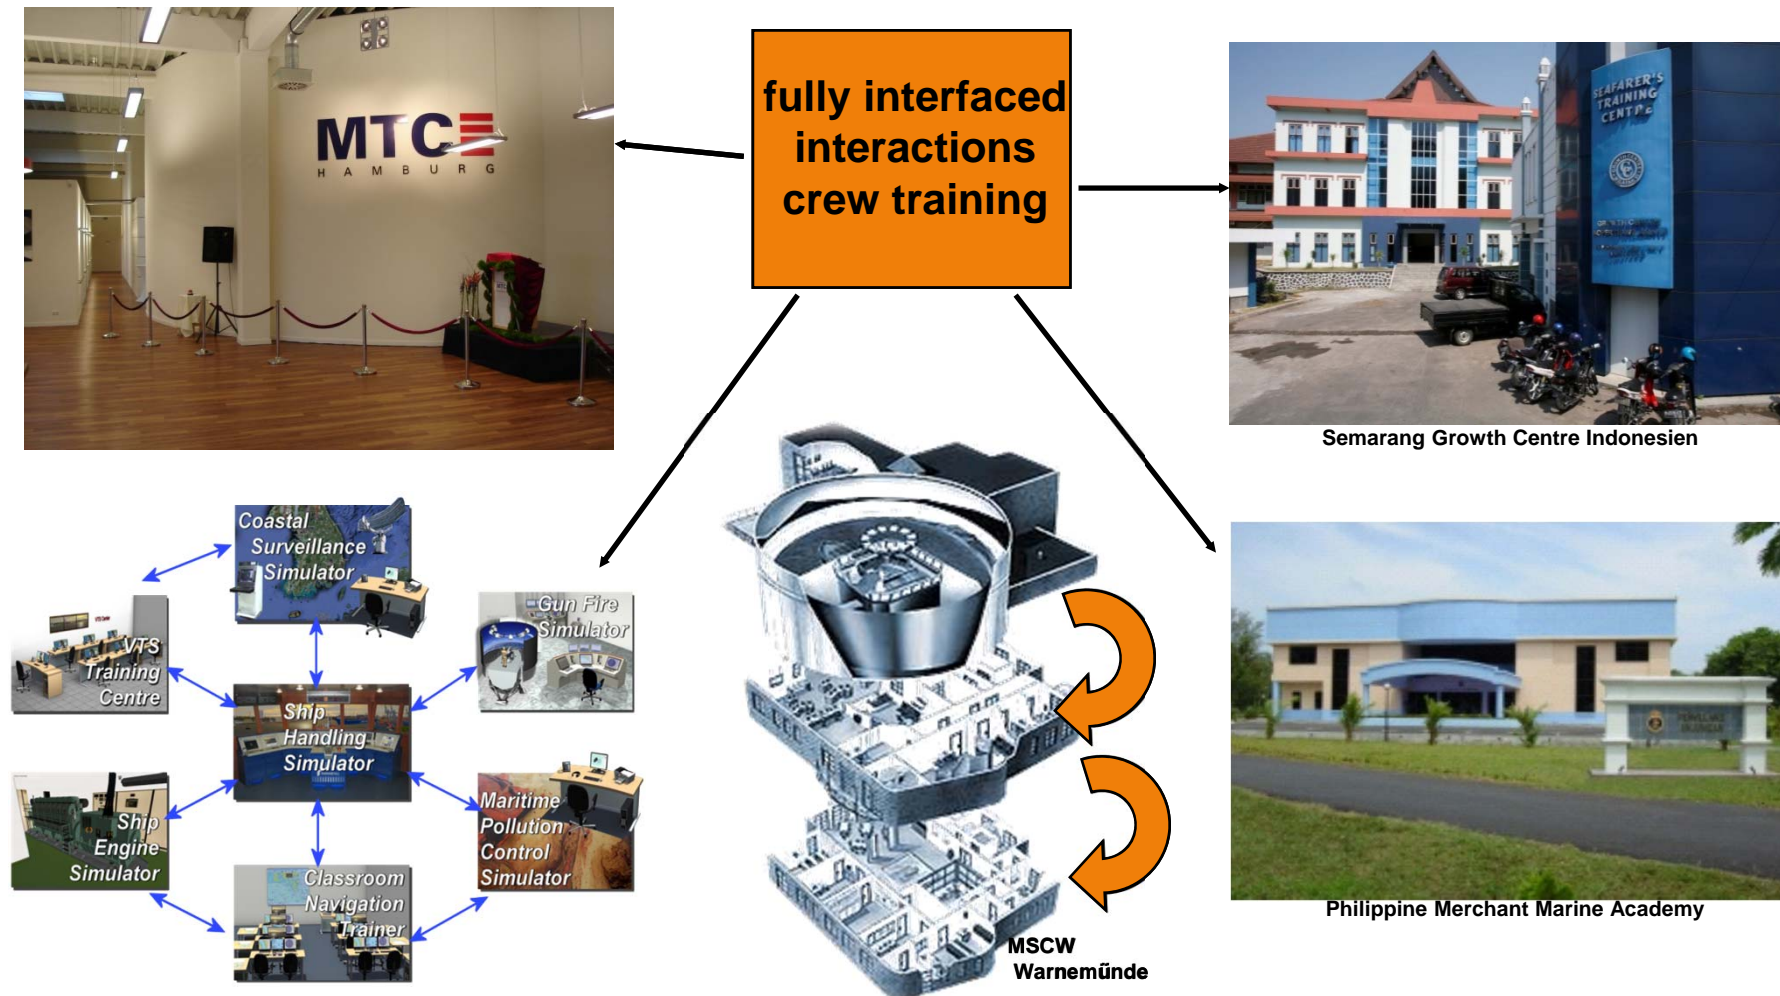 MTC
HAMBURG
fully interfaced
interactions
crew training
SEAFARER'S
TRAINING
CENTRE
Semarang Growth Centre Indonesien
Coastal
Surveillance
Simulator
VTS
Training
Centre
Gun Fire
Simulator
Ship
Handling
Simulator
Ship
Engine
Simulator
Maritime
Pollution
Control
Simulator
Classroom
Navigation
Trainer
MSCW
Warnemünde
Philippine Merchant Marine Academy